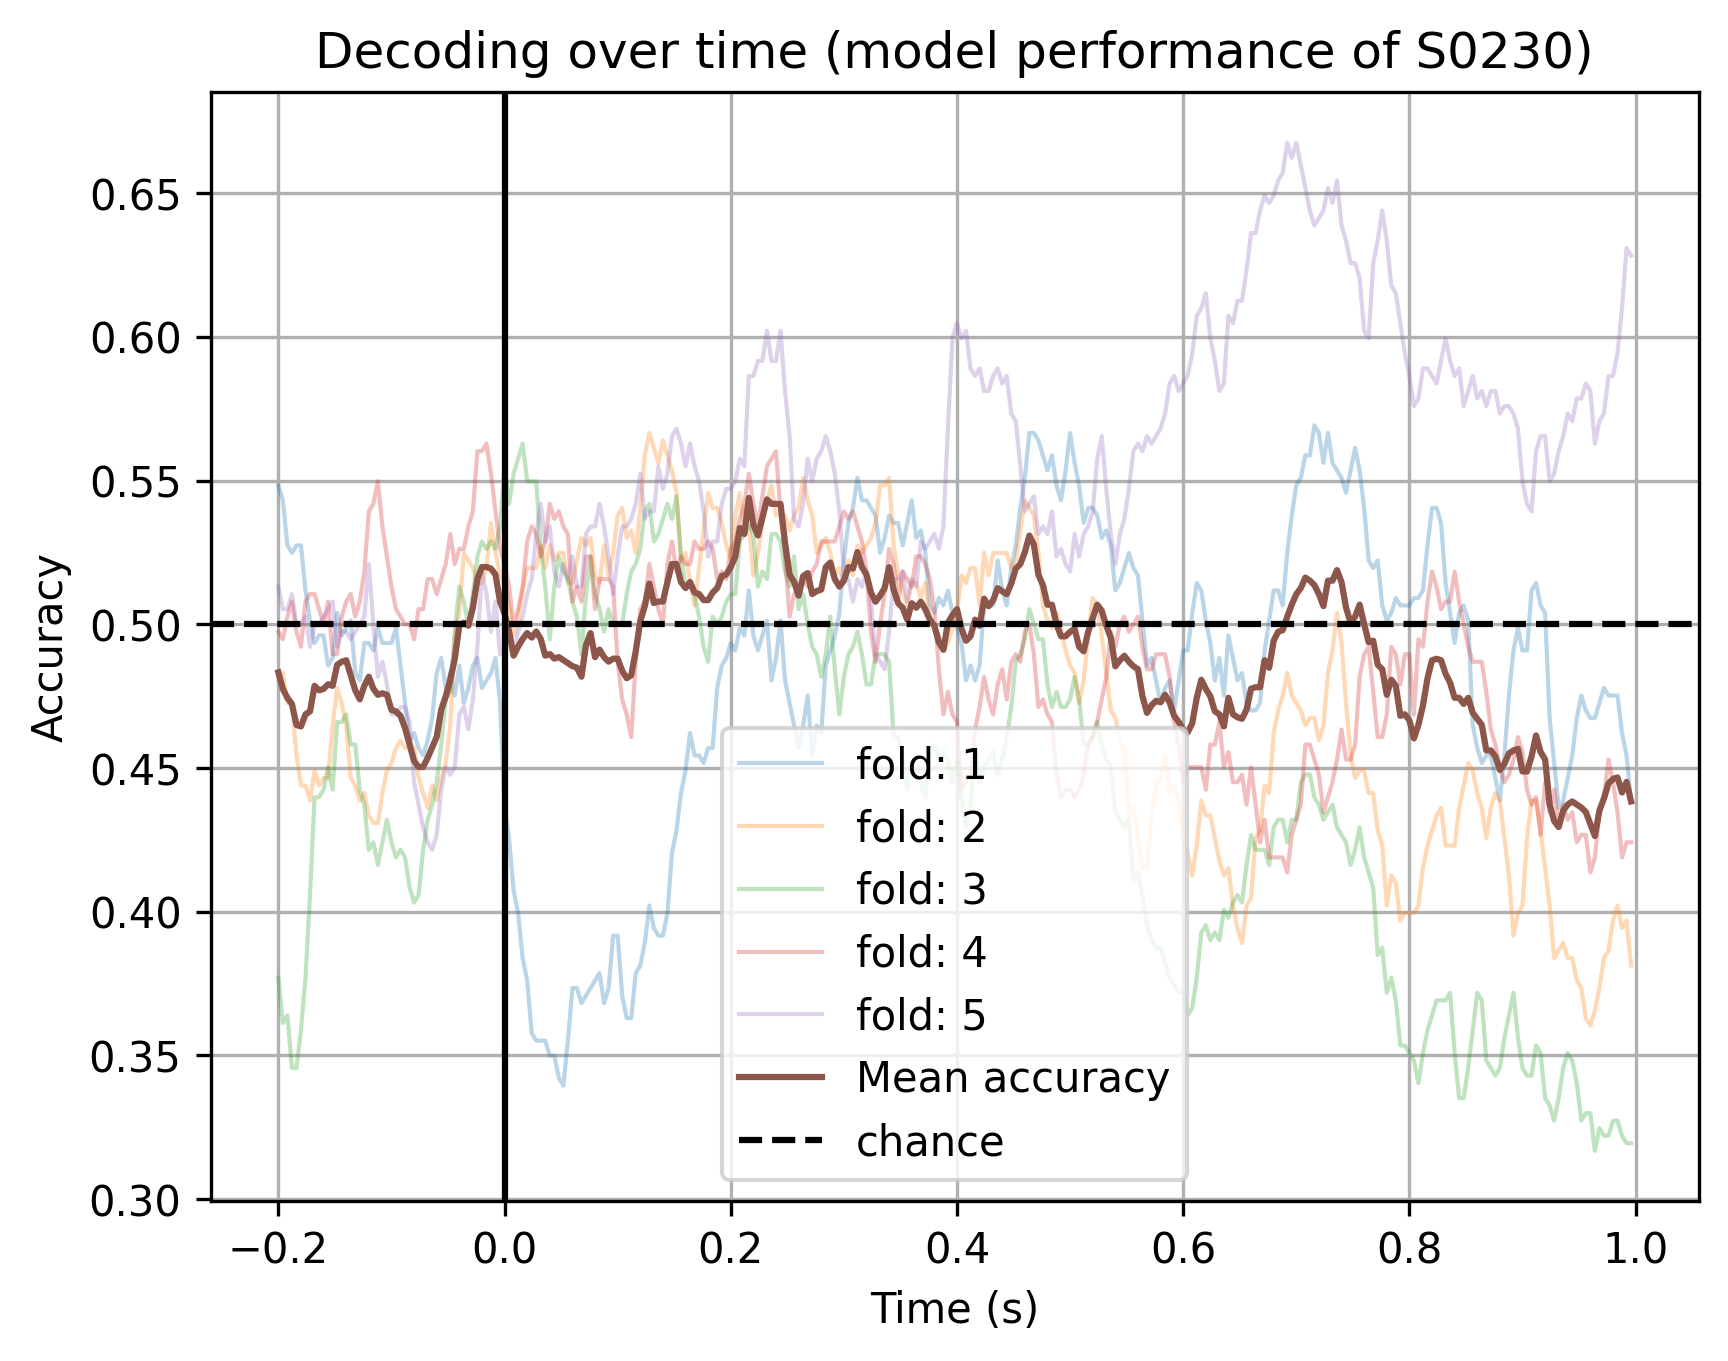 Decoding over time (model performance of S0230)
Accuracy
0.65
0.60
0.55
0.50
0.45
0.40
0.35
0.30
fold: 1
fold: 2
fold: 3
fold: 4
fold: 5
Mean accuracy
chance
−0.2 0.0 0.2 0.4 0.6 0.8 1.0
Time (s)